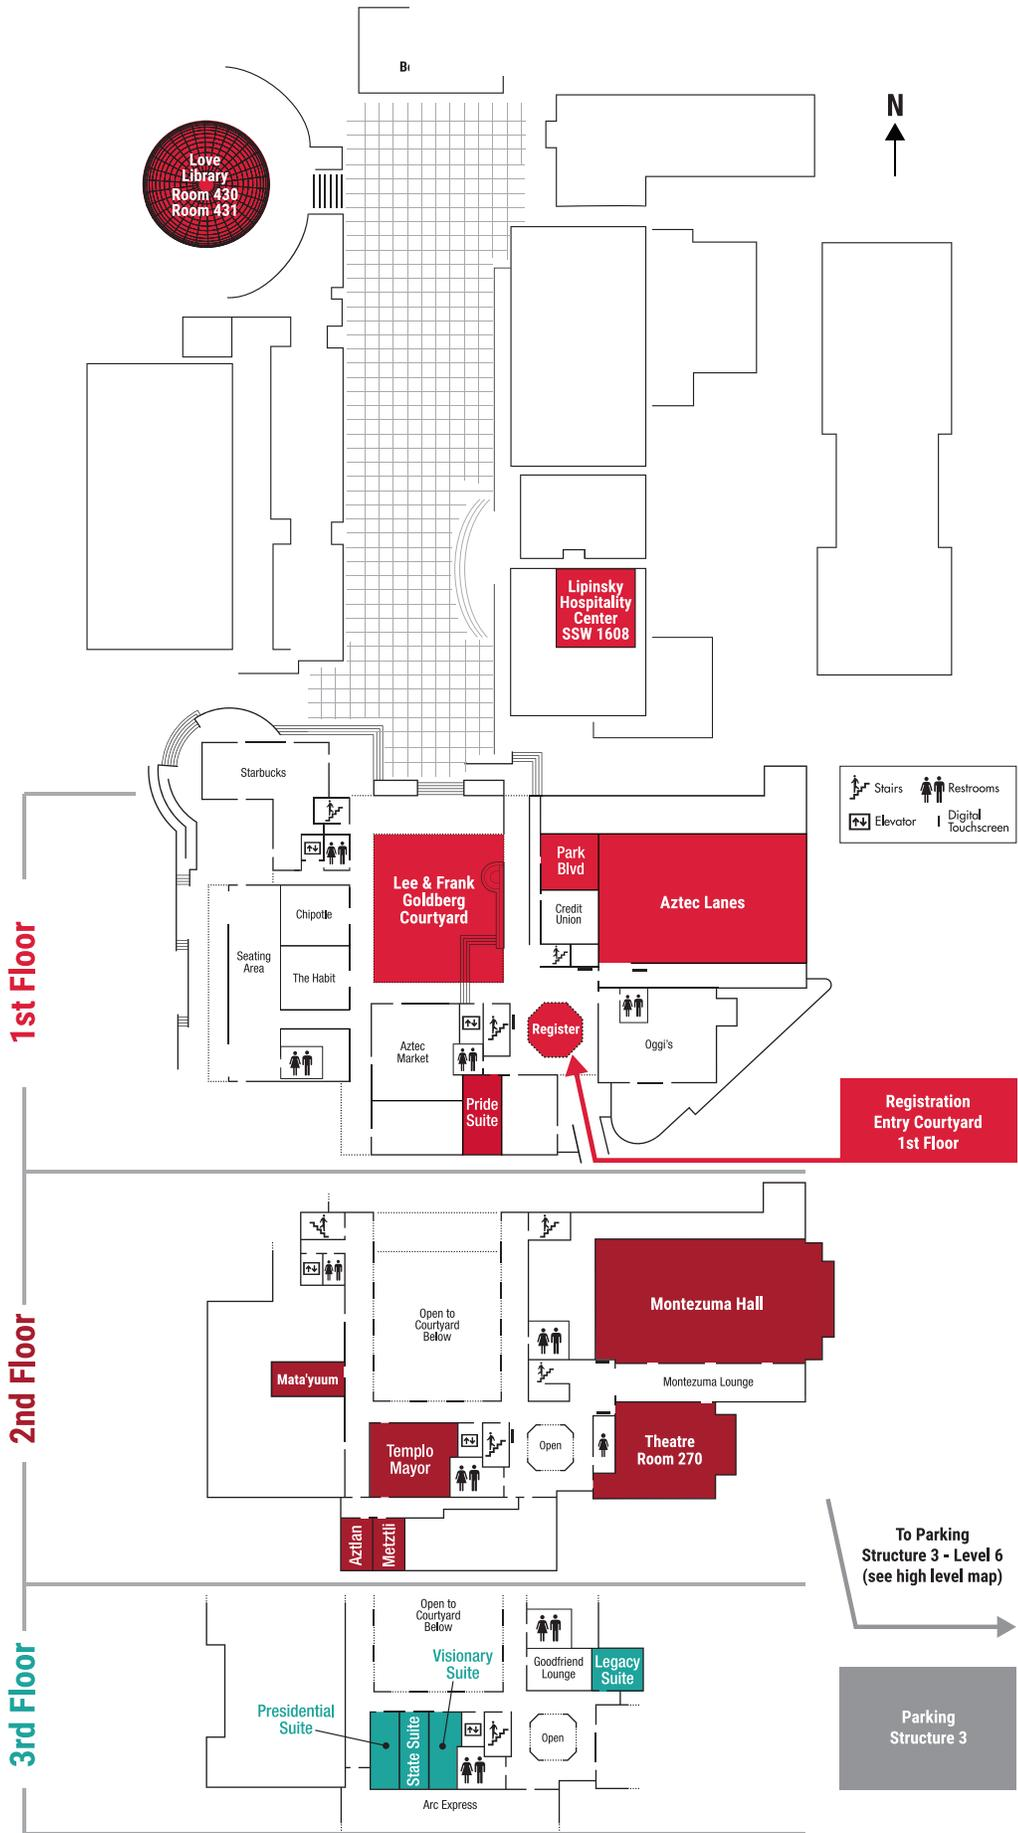 N
Love
Library
Room 430
Room 431
Lipinsky
Hospitality
Center
SSW 1608
Stairs
Restrooms
Elevator
Digital
Touchscreen
1st Floor
Starbucks
Lee & Frank
Goldberg
Courtyard
Park
Blvd
Aztec Lanes
Credit
Union
Chipotle
Seating
Area
The Habit
Aztec
Market
Register
Oggi's
Pride
Suite
Registration
Entry Courtyard
1st Floor
2nd Floor
Open to
Courtyard
Below
Montezuma Hall
Mata'yuum
Montezuma Lounge
Templo
Mayor
Open
Theatre
Room 270
Aztlan
Metztli
To Parking
Structure 3 - Level 6
(see high level map)
3rd Floor
Open to
Courtyard
Below
Visionary
Suite
Goodfriend
Lounge
Legacy
Suite
Presidential
Suite
State Suite
Open
Arc Express
Parking
Structure 3